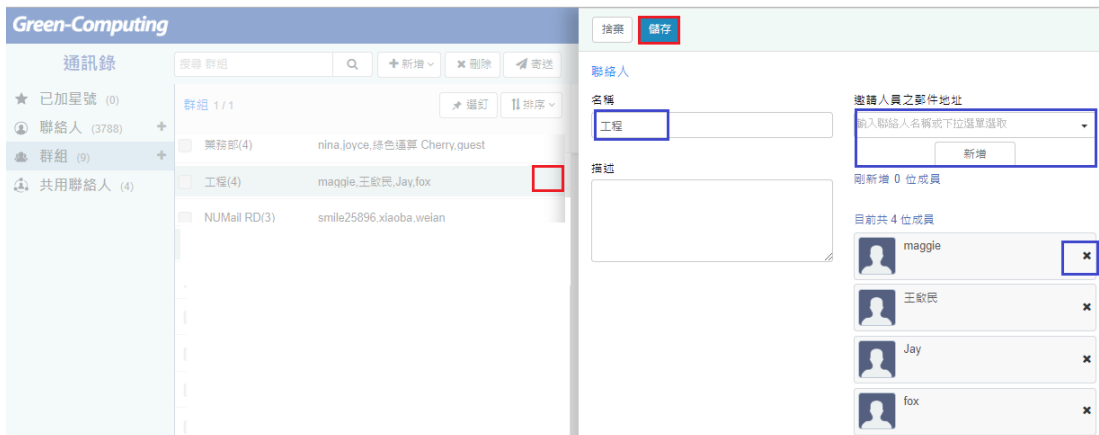 Green-Computing
通訊錄
已加星號 (0)
聯絡人 (3788)
群組 (9)
共用聯絡人 (4)
搜尋 群組
新增
刪除
寄送
群組 1 / 1
選釘
排序
業務部(4) nina,joyce,綠色運算 Cherry,guest
工程(4) maggie,王歆民,Jay,fox
NUMail RD(3) smile25896,xiaoba,weian
捨棄
儲存
聯絡人
名稱
工程
描述
邀請人員之郵件地址
輸入聯絡人名稱或下拉選單選取
新增
剛新增 0 位成員
目前共 4 位成員
maggie
王歆民
Jay
fox